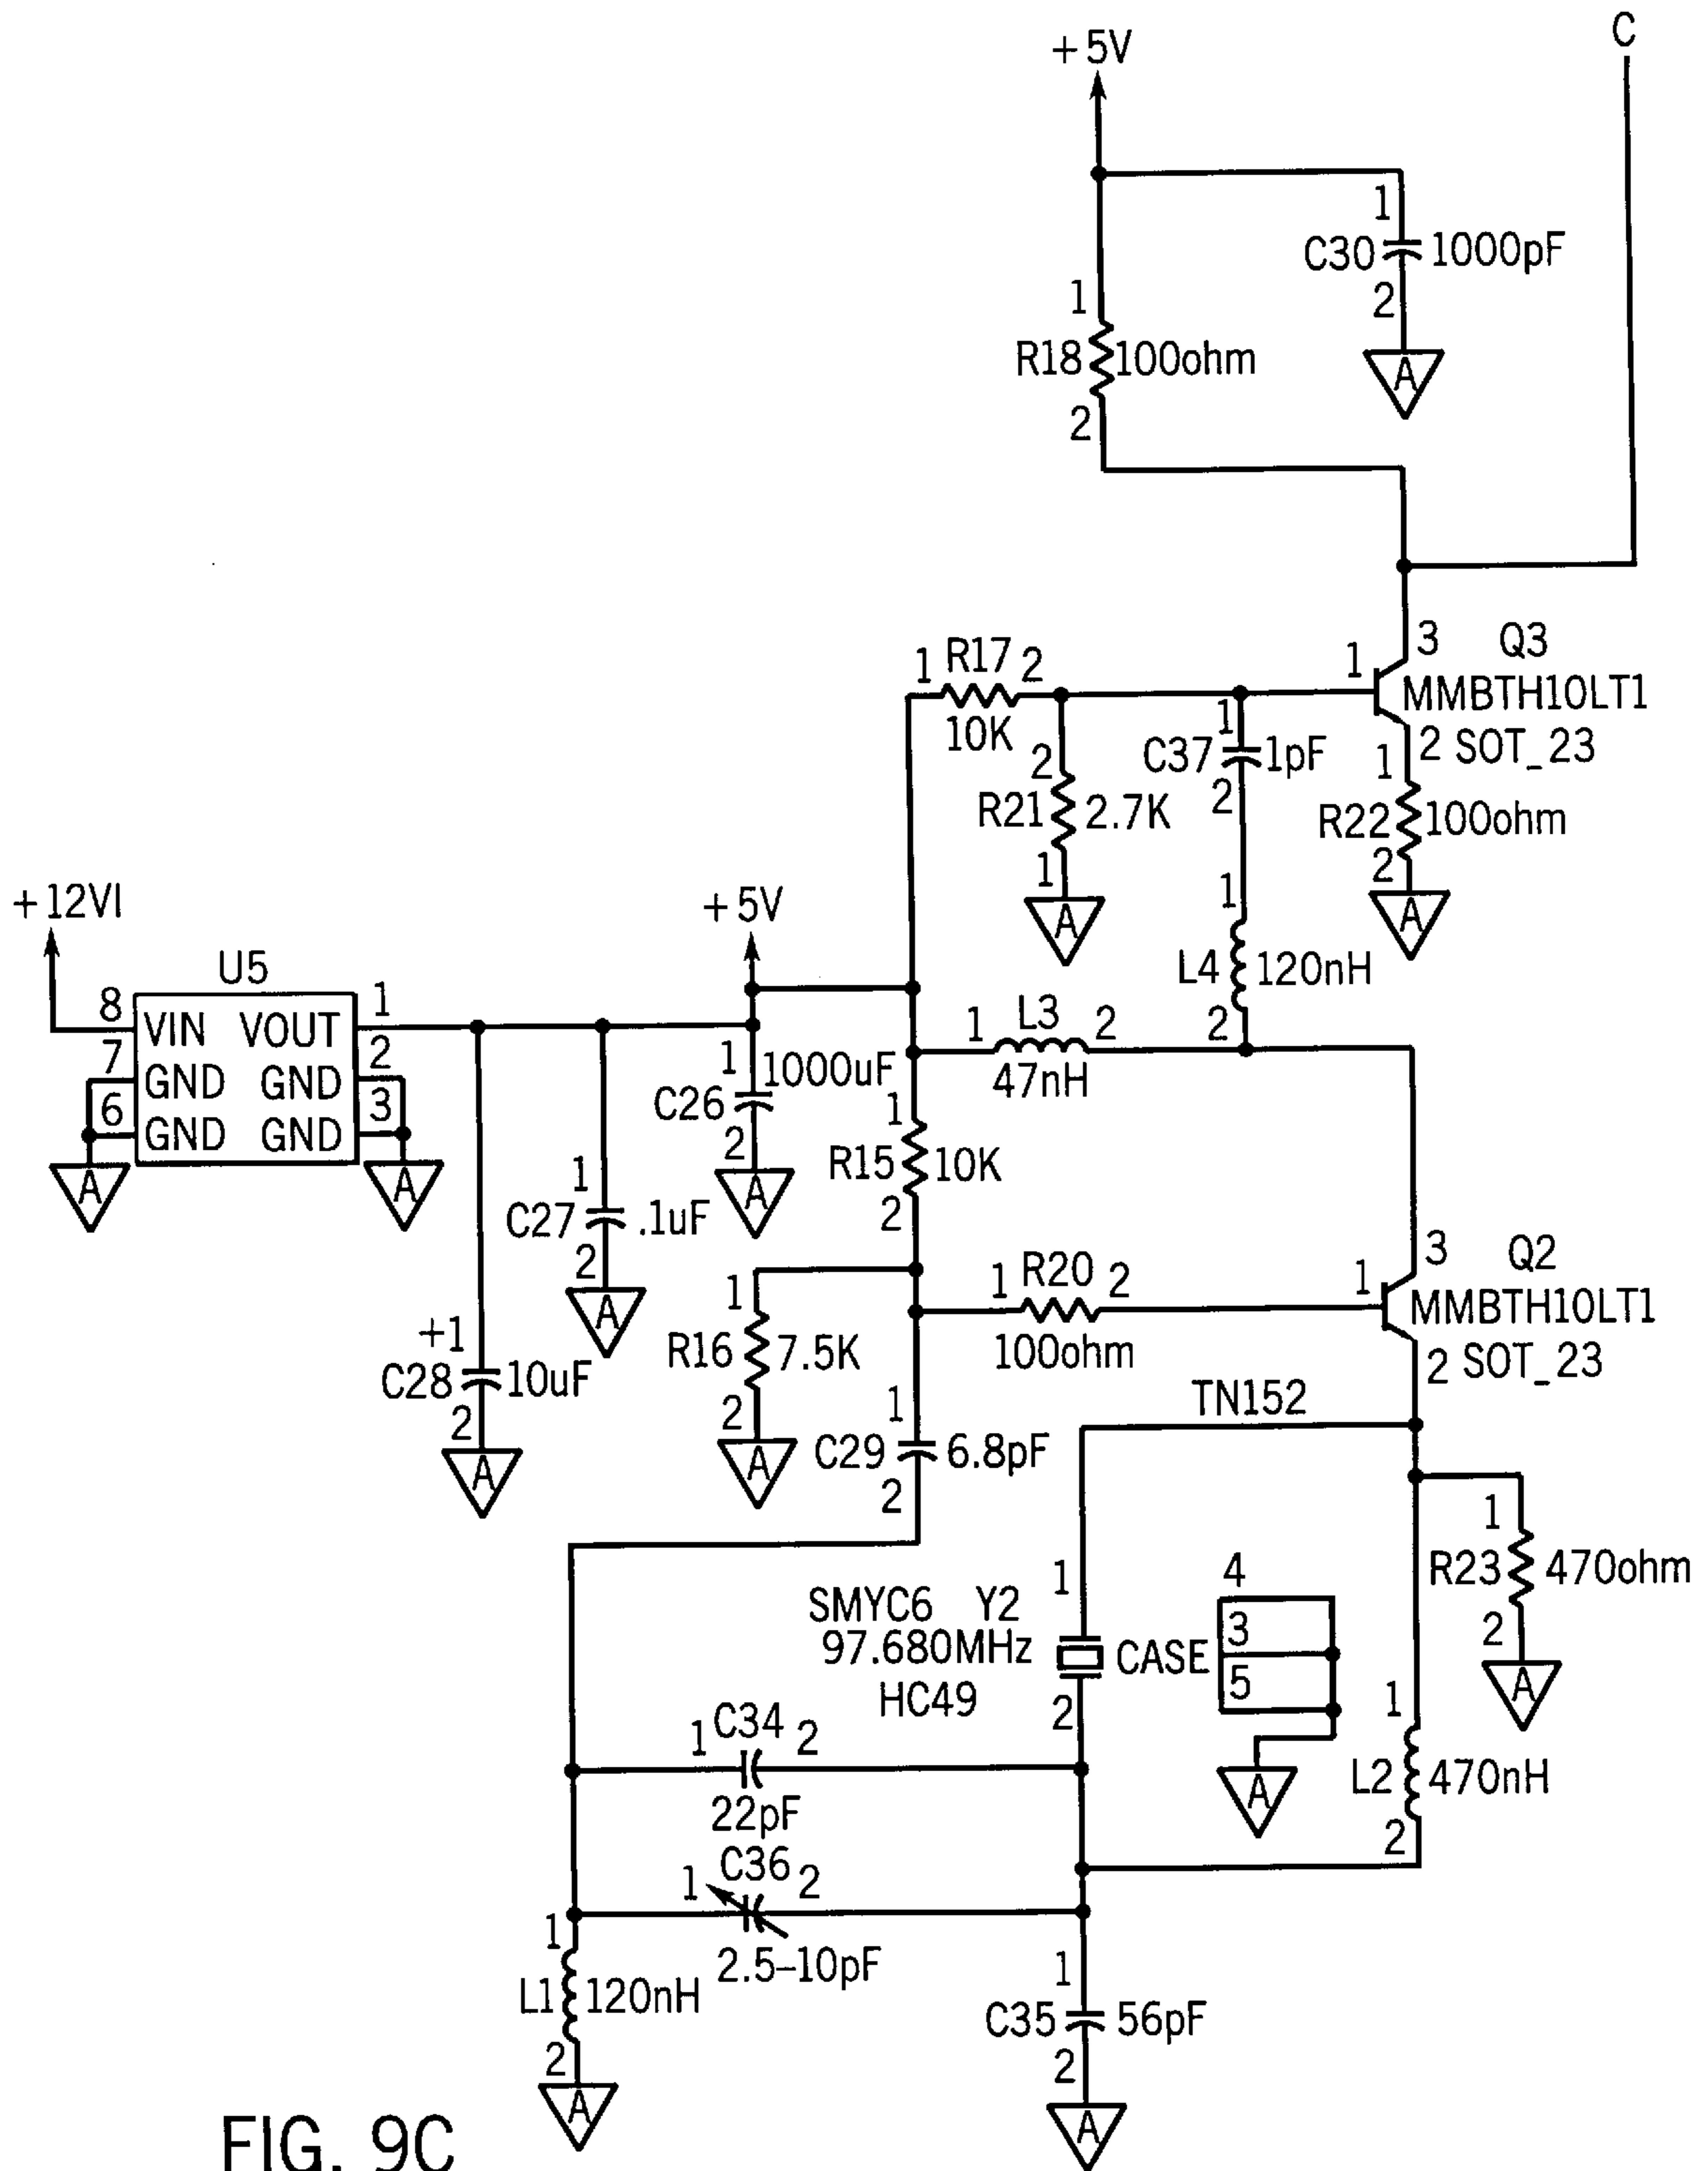 C
+5V
1
C30 1000pF
2
A
1
R18 100ohm
2
3 Q3
1 MMBTH10LT1
2 SOT_23
1 R17 2
10K
2
R21 2.7K
1
A
1
C37 1pF
2
1
R22 100ohm
2
A
1
L4 120nH
2
+12VI
U5
8 VIN VOUT 1
7 GND GND 2
6 GND GND 3
A A
+5V
1 1000uF
C26
2
A
1
C27 .1uF
2
A
+1
C28 10uF
2
A
1 L3 2
47nH
1
R15 10K
2
1
R16 7.5K
2
A
1 R20 2
100ohm
3 Q2
1 MMBTH10LT1
2 SOT_23
TN152
1
C29 6.8pF
2
1
R23 470ohm
2
A
1
SMYC6 Y2
97.680MHz
HC49
2
CASE
4
3
5
A
1
L2 470nH
2
1 C34 2
22pF
1 C36 2
2.5-10pF
1
L1 120nH
2
A
1
C35 56pF
2
A
FIG. 9C